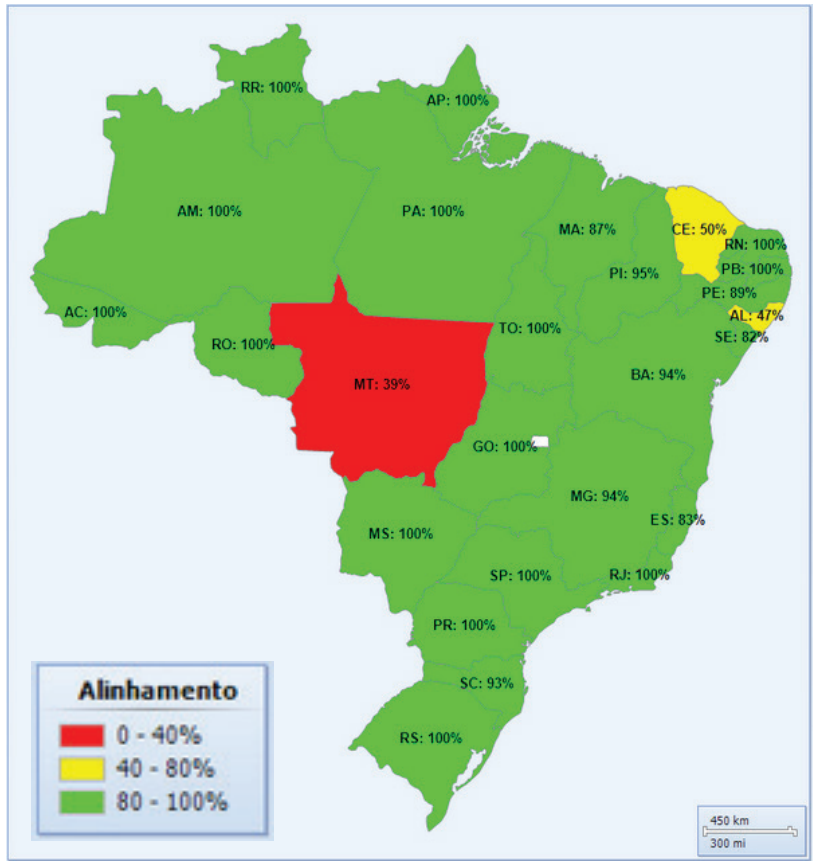 RR: 100%
AP: 100%
AM: 100%
PA: 100%
MA: 87%
CE: 50%
RN: 100%
PI: 95%
PB: 100%
PE: 89%
AC: 100%
AL: 47%
TO: 100%
SE: 82%
RO: 100%
MT: 39%
BA: 94%
GO: 100%
MG: 94%
ES: 83%
MS: 100%
SP: 100%
RJ: 100%
PR: 100%
SC: 93%
RS: 100%
Alinhamento
0 - 40%
40 - 80%
80 - 100%
450 km
300 mi